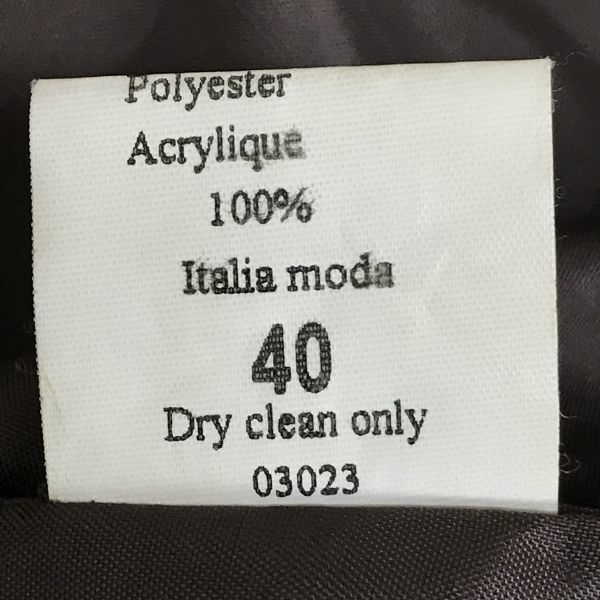 Polyester
Acrylique
100%
Italia moda
40
Dry clean only
03023